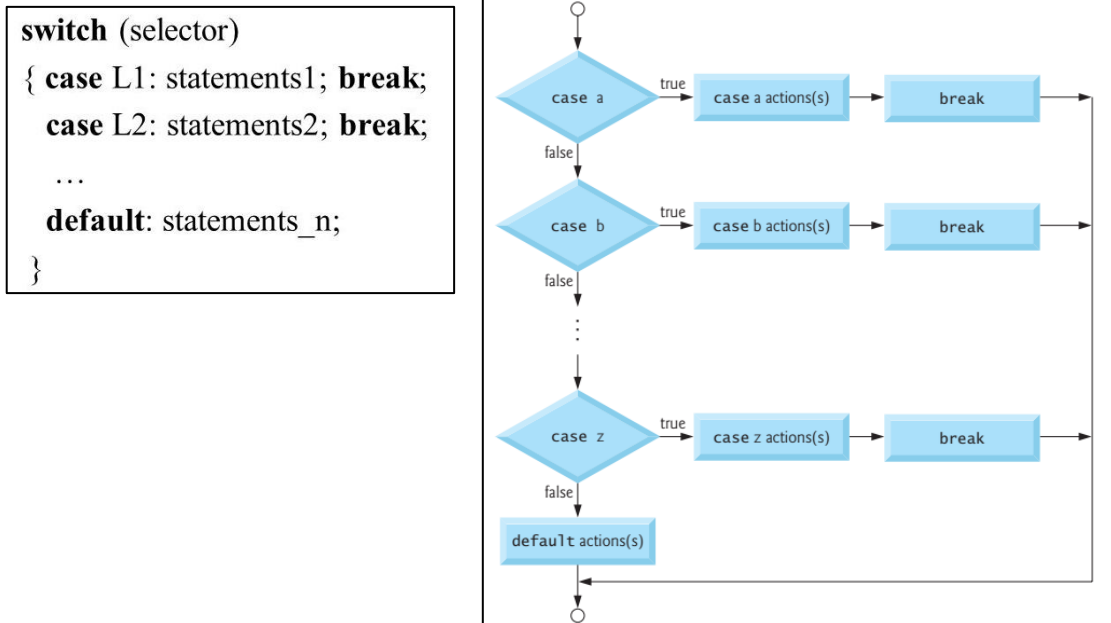 switch (selector)
{ case L1: statements1; break;
case L2: statements2; break;
…
default: statements_n;
}
case a
true
case a actions(s)
break
false
case b
true
case b actions(s)
break
false
case z
true
case z actions(s)
break
false
default actions(s)